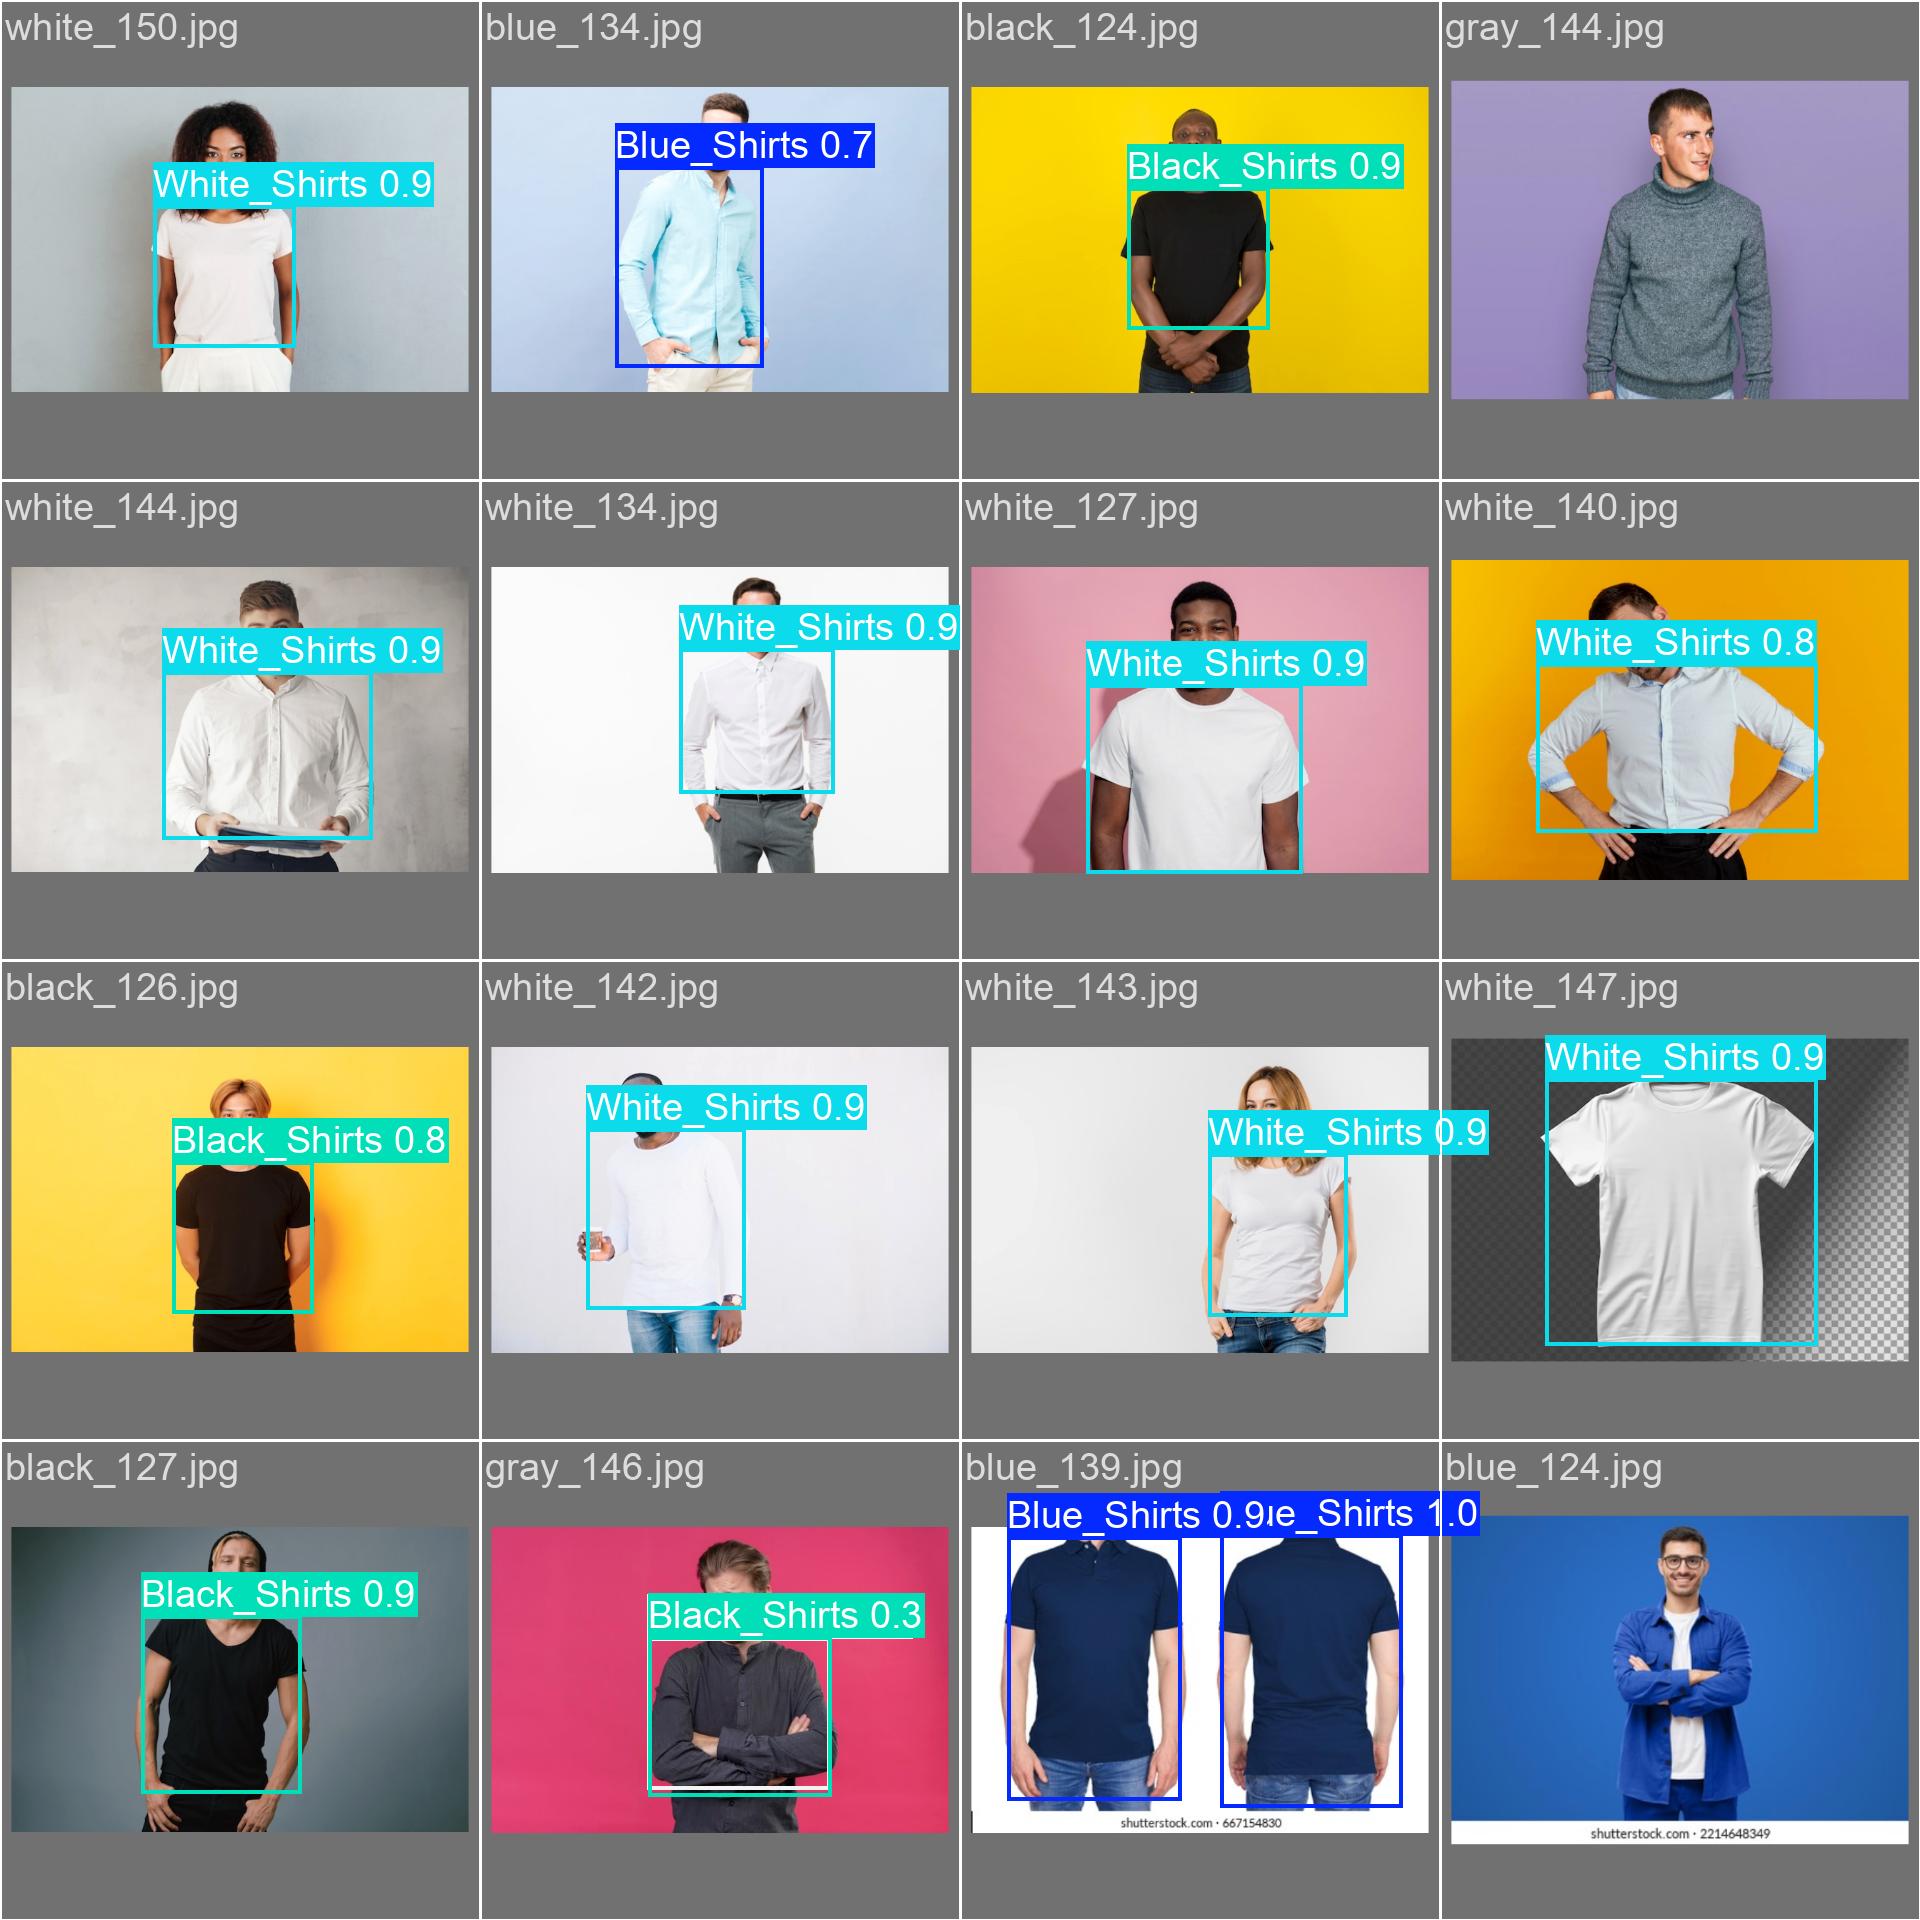 white_150.jpg
blue_134.jpg
black_124.jpg
gray_144.jpg
White_Shirts 0.9
Blue_Shirts 0.7
Black_Shirts 0.9
white_144.jpg
white_134.jpg
white_127.jpg
white_140.jpg
White_Shirts 0.9
White_Shirts 0.9
White_Shirts 0.9
White_Shirts 0.8
black_126.jpg
white_142.jpg
white_143.jpg
white_147.jpg
Black_Shirts 0.8
White_Shirts 0.9
White_Shirts 0.9
White_Shirts 0.9
black_127.jpg
gray_146.jpg
blue_139.jpg
blue_124.jpg
Black_Shirts 0.9
Black_Shirts 0.3
Blue_Shirts 0.9
ue_Shirts 1.0
shutterstock.com · 667154830
shutterstock.com · 2214648349